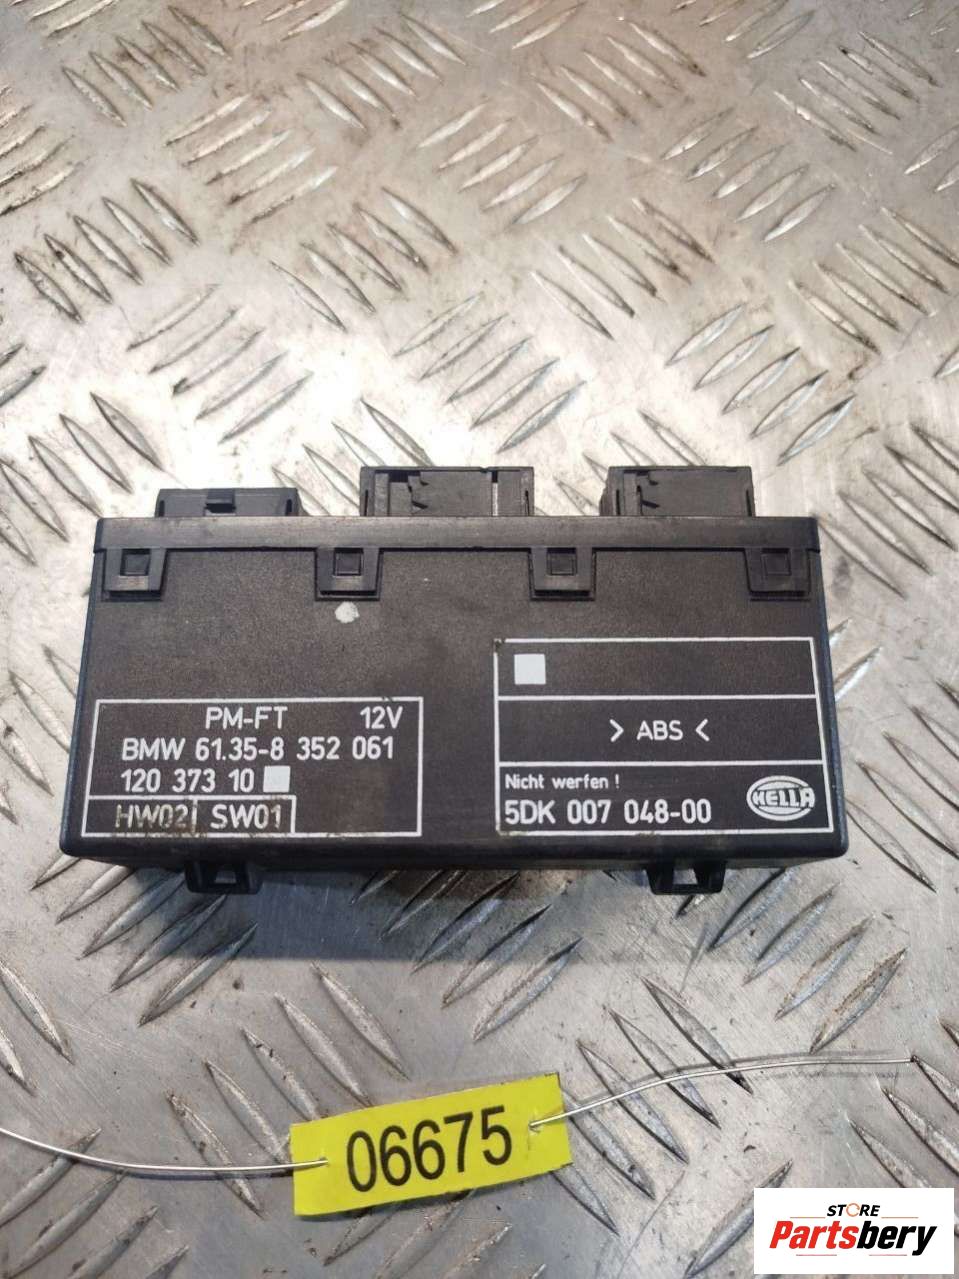 PM-FT 12V
BMW 61.35-8 352 061
120 373 10
HW02 SW01
> ABS <
Nicht werfen !
5DK 007 048-00
HELLA
06675
STORE
Partsbery